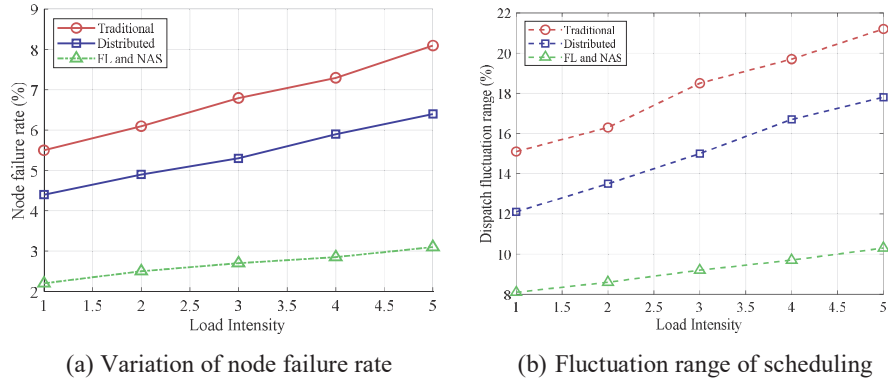 9
8
7
6
5
4
3
2
Node failure rate (%)
Traditional
Distributed
FL and NAS
1 1.5 2 2.5 3 3.5 4 4.5 5
Load Intensity
(a) Variation of node failure rate
22
20
18
16
14
12
10
8
Dispatch fluctuation range (%)
Traditional
Distributed
FL and NAS
1 1.5 2 2.5 3 3.5 4 4.5 5
Load Intensity
(b) Fluctuation range of scheduling